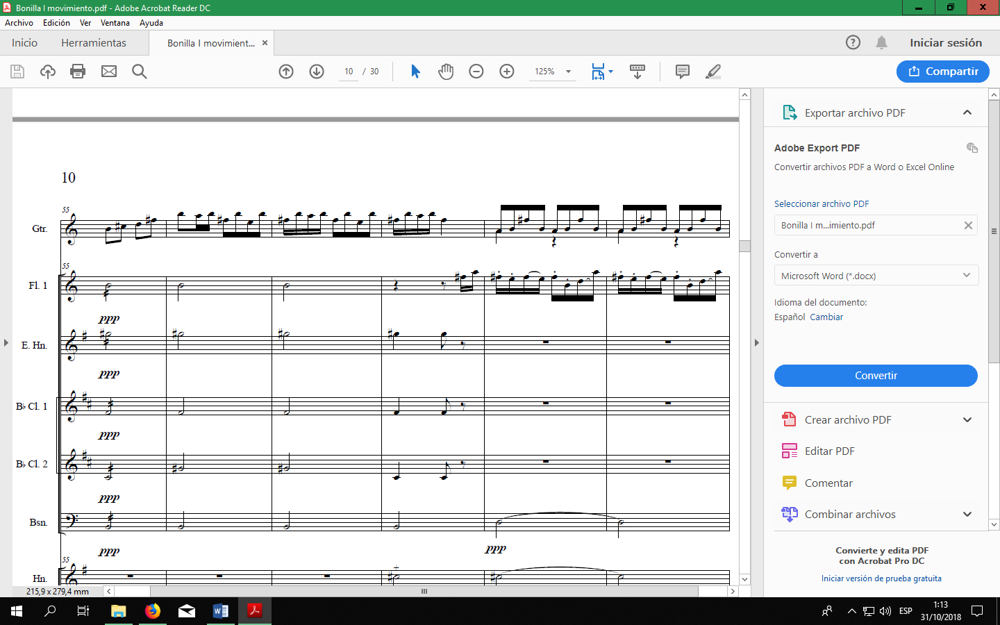 Bonilla I movimiento.pdf - Adobe Acrobat Reader DC
Archivo Edición Ver Ventana Ayuda
Inicio Herramientas Bonilla I movimient... Iniciar sesión
10 / 30 125% Compartir
10
55
Gtr.
55
Fl. 1
ppp
E. Hn.
ppp
B♭ Cl. 1
ppp
B♭ Cl. 2
ppp
Bsn.
ppp ppp
55
Hn.
215,9 x 279,4 mm
Exportar archivo PDF
Adobe Export PDF
Convertir archivos PDF a Word o Excel Online
Seleccionar archivo PDF
Bonilla I m...imiento.pdf
Convertir a
Microsoft Word (*.docx)
Idioma del documento:
Español Cambiar
Convertir
Crear archivo PDF
Editar PDF
Comentar
Combinar archivos
Convierte y edita PDF
con Acrobat Pro DC
Iniciar versión de prueba gratuita
ESP
1:13
31/10/2018